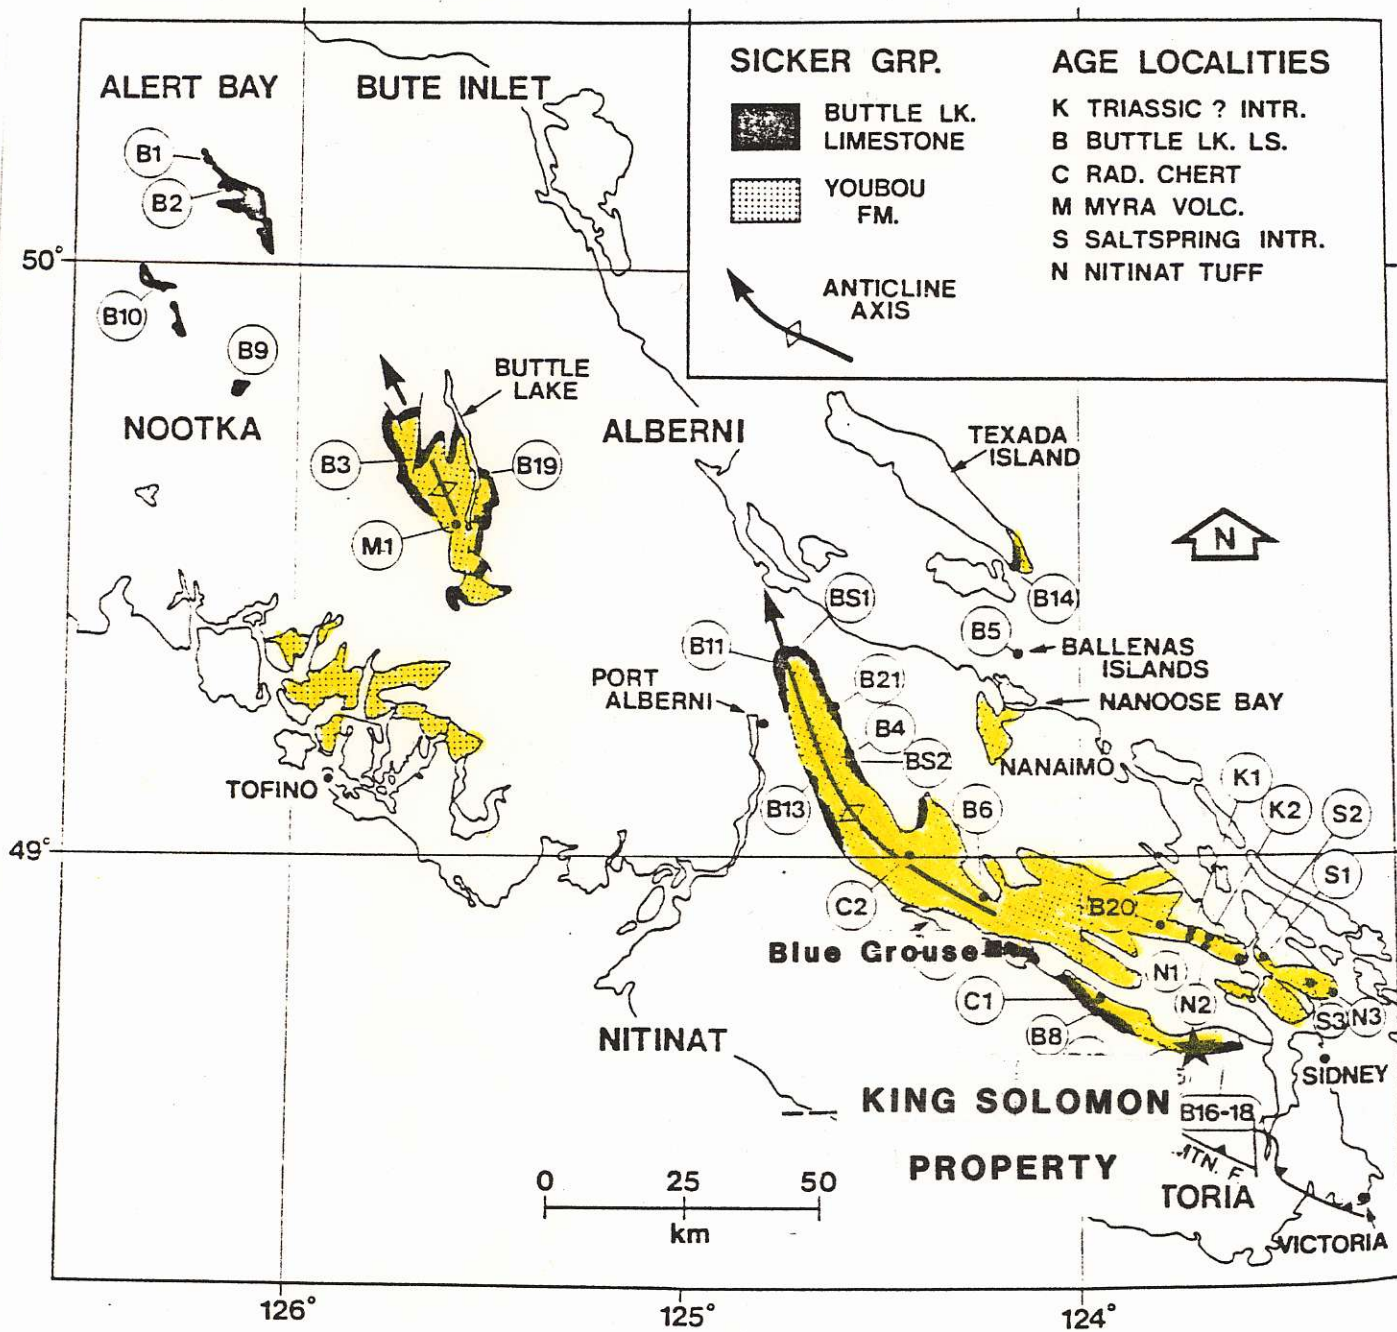 ALERT BAY
BUTE INLET
SICKER GRP.
BUTTLE LK.
LIMESTONE
YOUBOU
FM.
ANTICLINE
AXIS
AGE LOCALITIES
K TRIASSIC ? INTR.
B BUTTLE LK. LS.
C RAD. CHERT
M MYRA VOLC.
S SALTSPRING INTR.
N NITINAT TUFF
B1
B2
50°
B10
B9
BUTTLE
LAKE
NOOTKA
ALBERNI
TEXADA
ISLAND
B3
B19
M1
N
BS1
B14
B5
BALLENAS
ISLANDS
B11
PORT
ALBERNI
B21
NANOOSE BAY
B4
BS2
NANAIMO
TOFINO
B13
B6
K1
K2
S2
49°
S1
C2
B20
Blue Grouse
N1
C1
N2
B8
S3
N3
NITINAT
SIDNEY
KING SOLOMON
PROPERTY
B16-18
MTN. F
TORIA
VICTORIA
0 25 50
km
126°
125°
124°